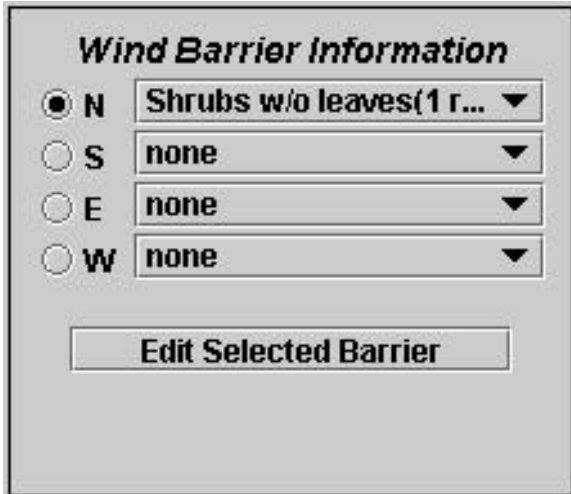 Wind Barrier Information
N Shrubs w/o leaves(1 r...
S none
E none
W none
Edit Selected Barrier